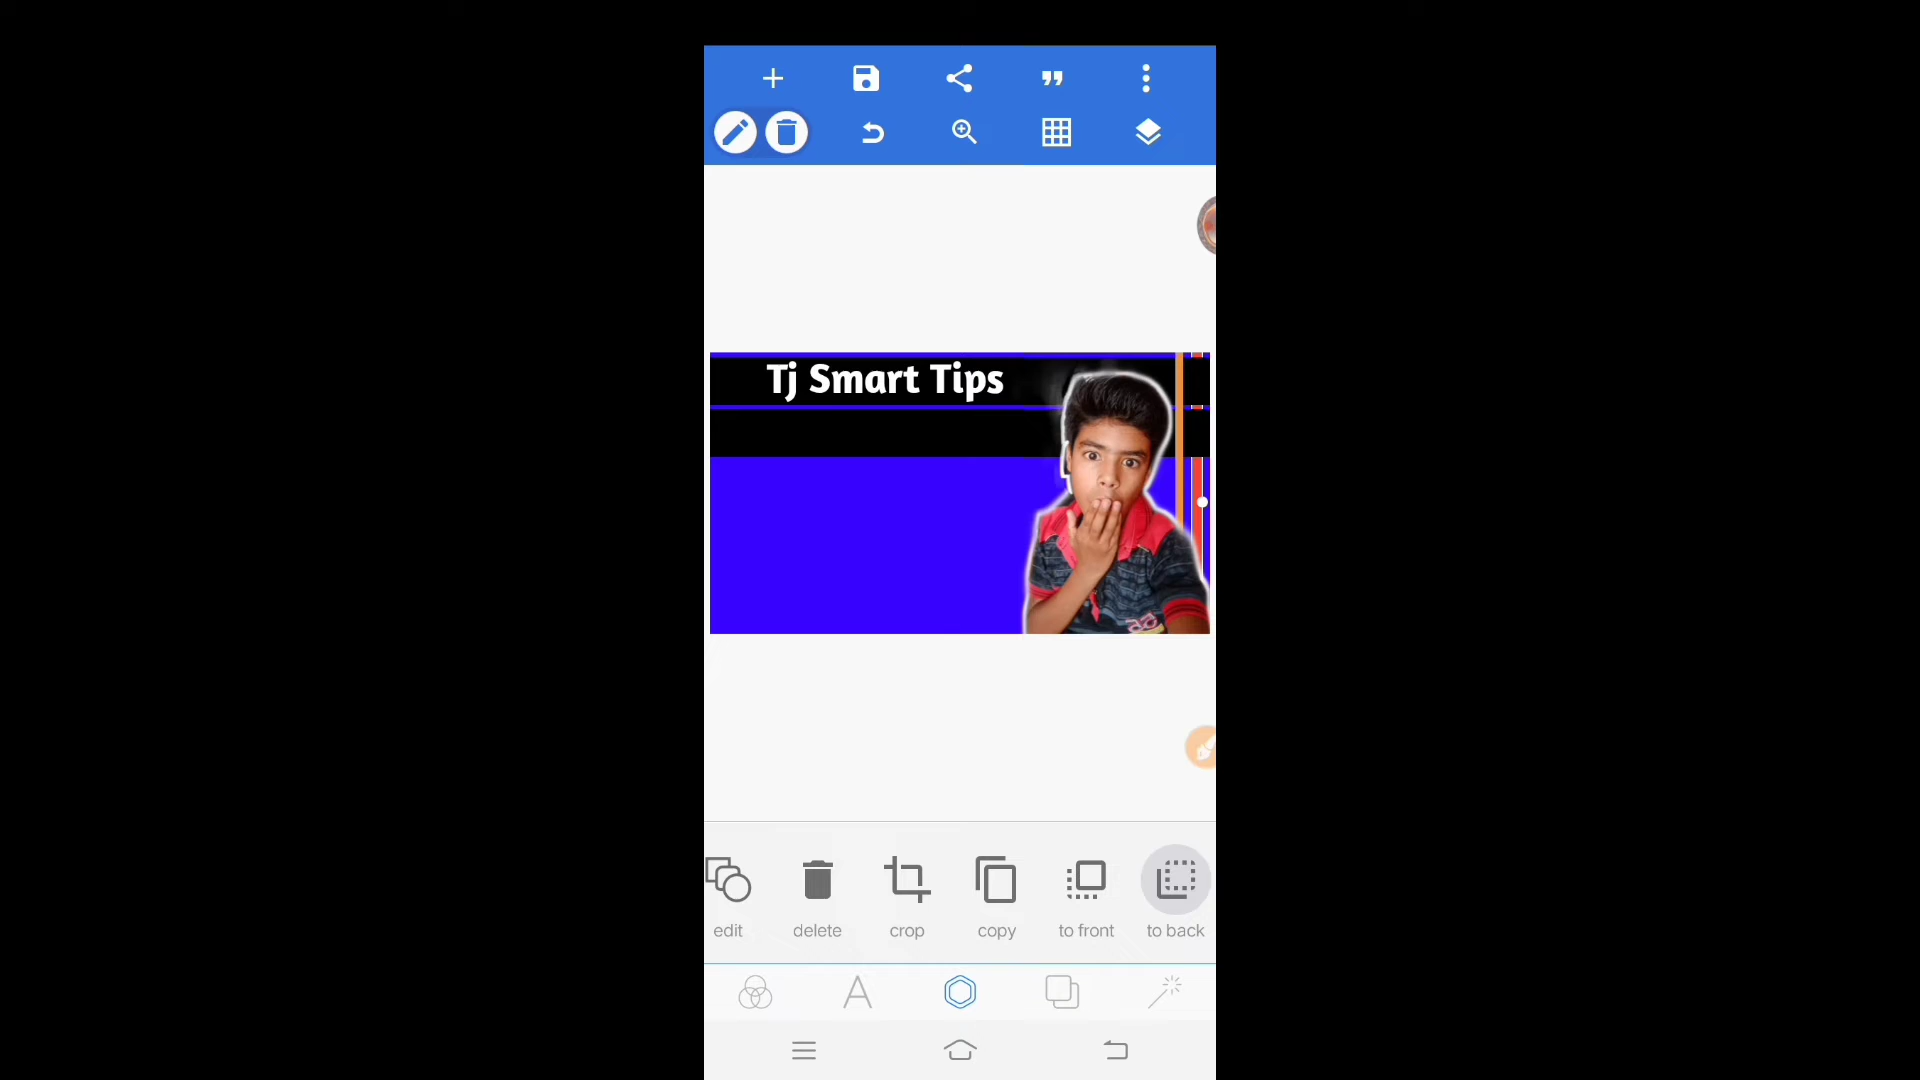 Tj Smart Tips
edit
delete
crop
copy
to front
to back